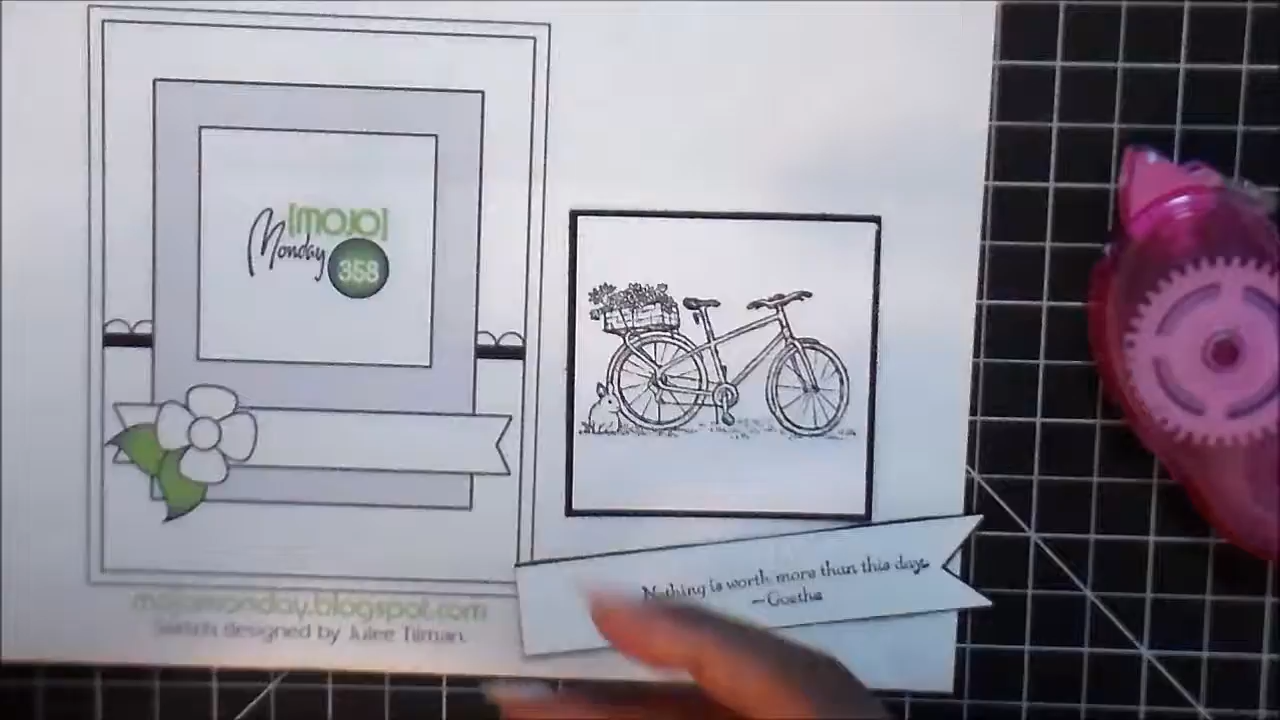 [MOJO]
Monday
358
Nothing is worth more than this day.
—Goethe
mojomonday.blogspot.com
Sketch designed by Julee Tilman